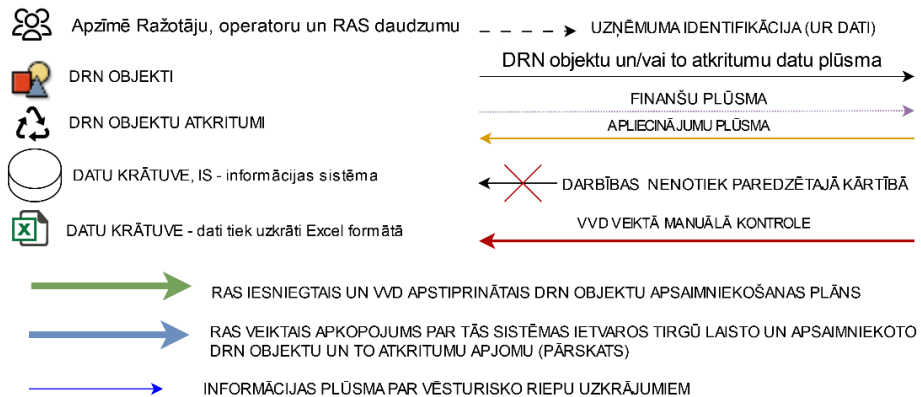 Apzīmē Ražotāju, operatoru un RAS daudzumu
DRN OBJEKTI
DRN OBJEKTU ATKRITUMI
DATU KRĀTUVE, IS - informācijas sistēma
DATU KRĀTUVE - dati tiek uzkrāti Excel formātā
UZŅĒMUMA IDENTIFIKĀCIJA (UR DATI)
DRN objektu un/vai to atkritumu datu plūsma
FINANŠU PLŪSMA
APLIECINĀJUMU PLŪSMA
DARBĪBAS NENOTIEK PAREDZĒTAJĀ KĀRTĪBĀ
VVD VEIKTĀ MANUĀLĀ KONTROLE
RAS IESNIEGTAIS UN VVD APSTIPRINĀTAIS DRN OBJEKTU APSAIMNIEKOŠANAS PLĀNS
RAS VEIKTAIS APKOPOJUMS PAR TĀS SISTĒMAS IETVAROS TIRGŪ LAISTO UN APSAIMNIEKOTO
DRN OBJEKTU UN TO ATKRITUMU APJOMU (PĀRSKATS)
INFORMĀCIJAS PLŪSMA PAR VĒSTURISKO RIEPU UZKRĀJUMIEM